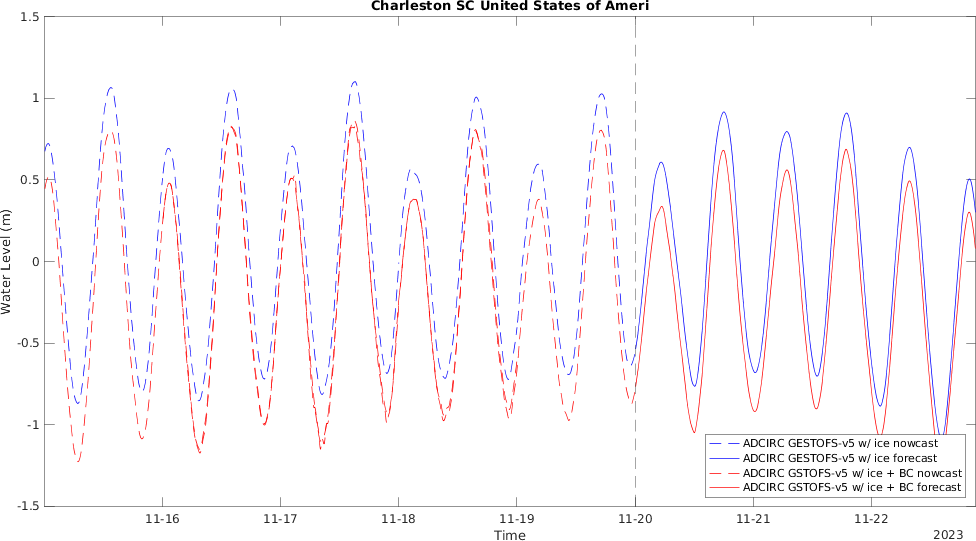 Charleston SC United States of Ameri
1.5
1
0.5
0
-0.5
-1
-1.5
Water Level (m)
11-16
11-17
11-18
11-19
11-20
11-21
11-22
Time
2023
ADCIRC GESTOFS-v5 w/ ice nowcast
ADCIRC GESTOFS-v5 w/ ice forecast
ADCIRC GSTOFS-v5 w/ ice + BC nowcast
ADCIRC GSTOFS-v5 w/ ice + BC forecast